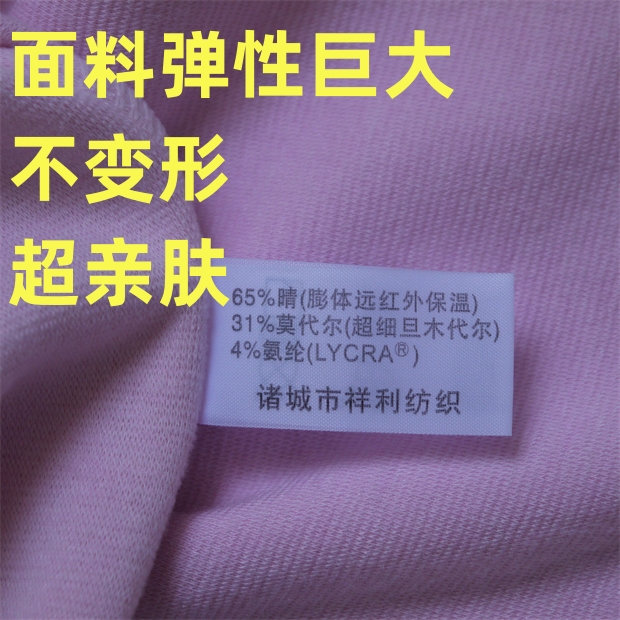 面料弹性巨大
不变形
超亲肤
65%晴(膨体远红外保温)
31%莫代尔(超细旦木代尔)
4%氨纶(LYCRA®)
诸城市祥利纺织